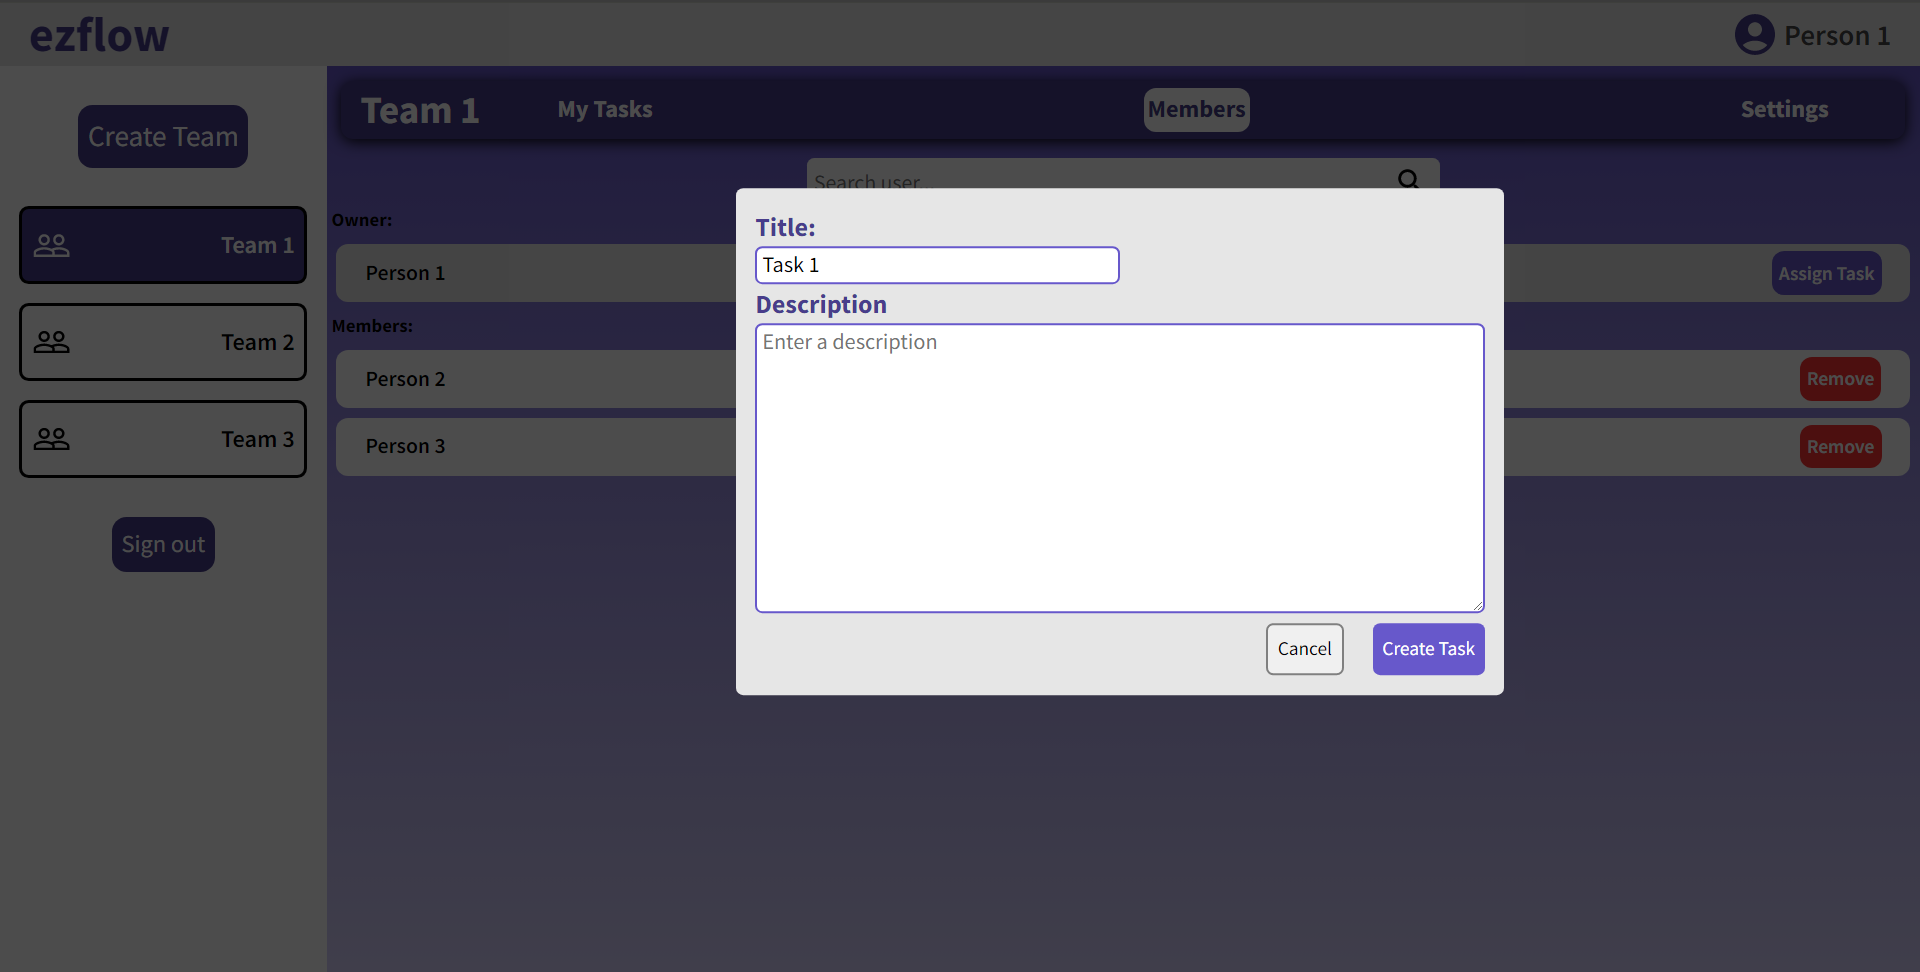 ezflow
Person 1
Create Team
Team 1
Team 2
Team 3
Sign out
Team 1
My Tasks
Members
Settings
Search user...
Owner:
Person 1
Assign Task
Members:
Person 2
Remove
Person 3
Remove
Title:
Task 1
Description
Enter a description
Cancel
Create Task